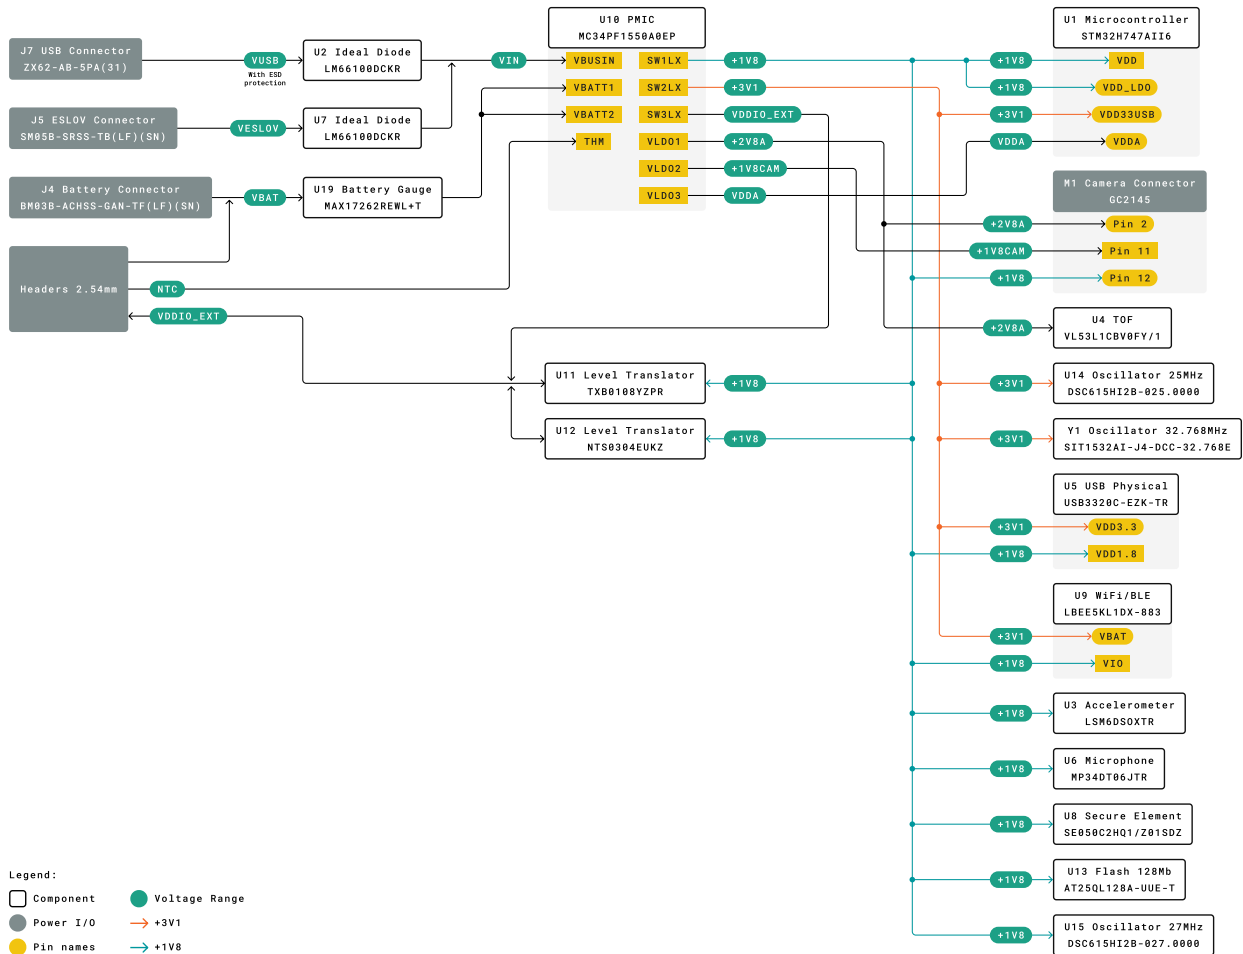 J7 USB Connector
ZX62-AB-5PA(31)
VUSB
With ESD
protection
U2 Ideal Diode
LM66100DCKR
VIN
J5 ESLOV Connector
SM05B-SRSS-TB(LF)(SN)
VESLOV
U7 Ideal Diode
LM66100DCKR
J4 Battery Connector
BM03B-ACHSS-GAN-TF(LF)(SN)
VBAT
U19 Battery Gauge
MAX17262REWL+T
Headers 2.54mm
NTC
VDDIO_EXT
U10 PMIC
MC34PF1550A0EP
VBUSIN
VBATT1
VBATT2
THM
SW1LX
SW2LX
SW3LX
VLDO1
VLDO2
VLDO3
+1V8
+3V1
VDDIO_EXT
+2V8A
+1V8CAM
VDDA
U11 Level Translator
TXB0108YZPR
+1V8
U12 Level Translator
NTS0304EUKZ
+1V8
U1 Microcontroller
STM32H747AII6
+1V8
VDD
+1V8
VDD_LDO
+3V1
VDD33USB
VDDA
VDDA
M1 Camera Connector
GC2145
+2V8A
Pin 2
+1V8CAM
Pin 11
+1V8
Pin 12
+2V8A
U4 TOF
VL53L1CBV0FY/1
+3V1
U14 Oscillator 25MHz
DSC615HI2B-025.0000
+3V1
Y1 Oscillator 32.768MHz
SIT1532AI-J4-DCC-32.768E
U5 USB Physical
USB3320C-EZK-TR
+3V1
VDD3.3
+1V8
VDD1.8
U9 WiFi/BLE
LBEE5KL1DX-883
+3V1
VBAT
+1V8
VIO
+1V8
U3 Accelerometer
LSM6DSOXTR
+1V8
U6 Microphone
MP34DT06JTR
+1V8
U8 Secure Element
SE050C2HQ1/Z01SDZ
+1V8
U13 Flash 128Mb
AT25QL128A-UUE-T
+1V8
U15 Oscillator 27MHz
DSC615HI2B-027.0000
Legend:
Component
Voltage Range
Power I/O
+3V1
Pin names
+1V8